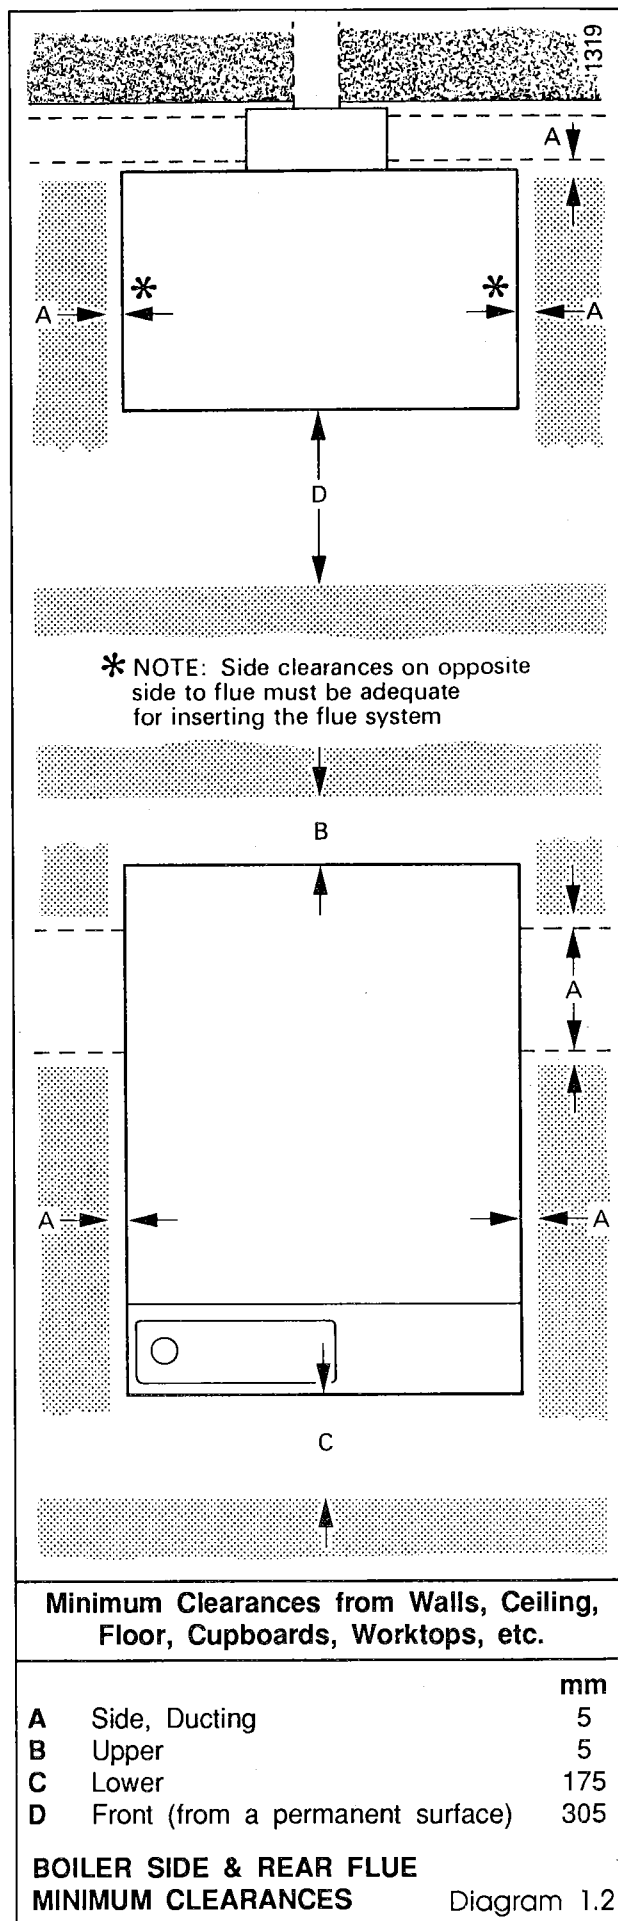 1319
A
A
A
D
* NOTE: Side clearances on opposite
side to flue must be adequate
for inserting the flue system
B
A
A
A
C
Minimum Clearances from Walls, Ceiling,
Floor, Cupboards, Worktops, etc.
mm
A Side, Ducting 5
B Upper 5
C Lower 175
D Front (from a permanent surface) 305
BOILER SIDE & REAR FLUE
MINIMUM CLEARANCES Diagram 1.2